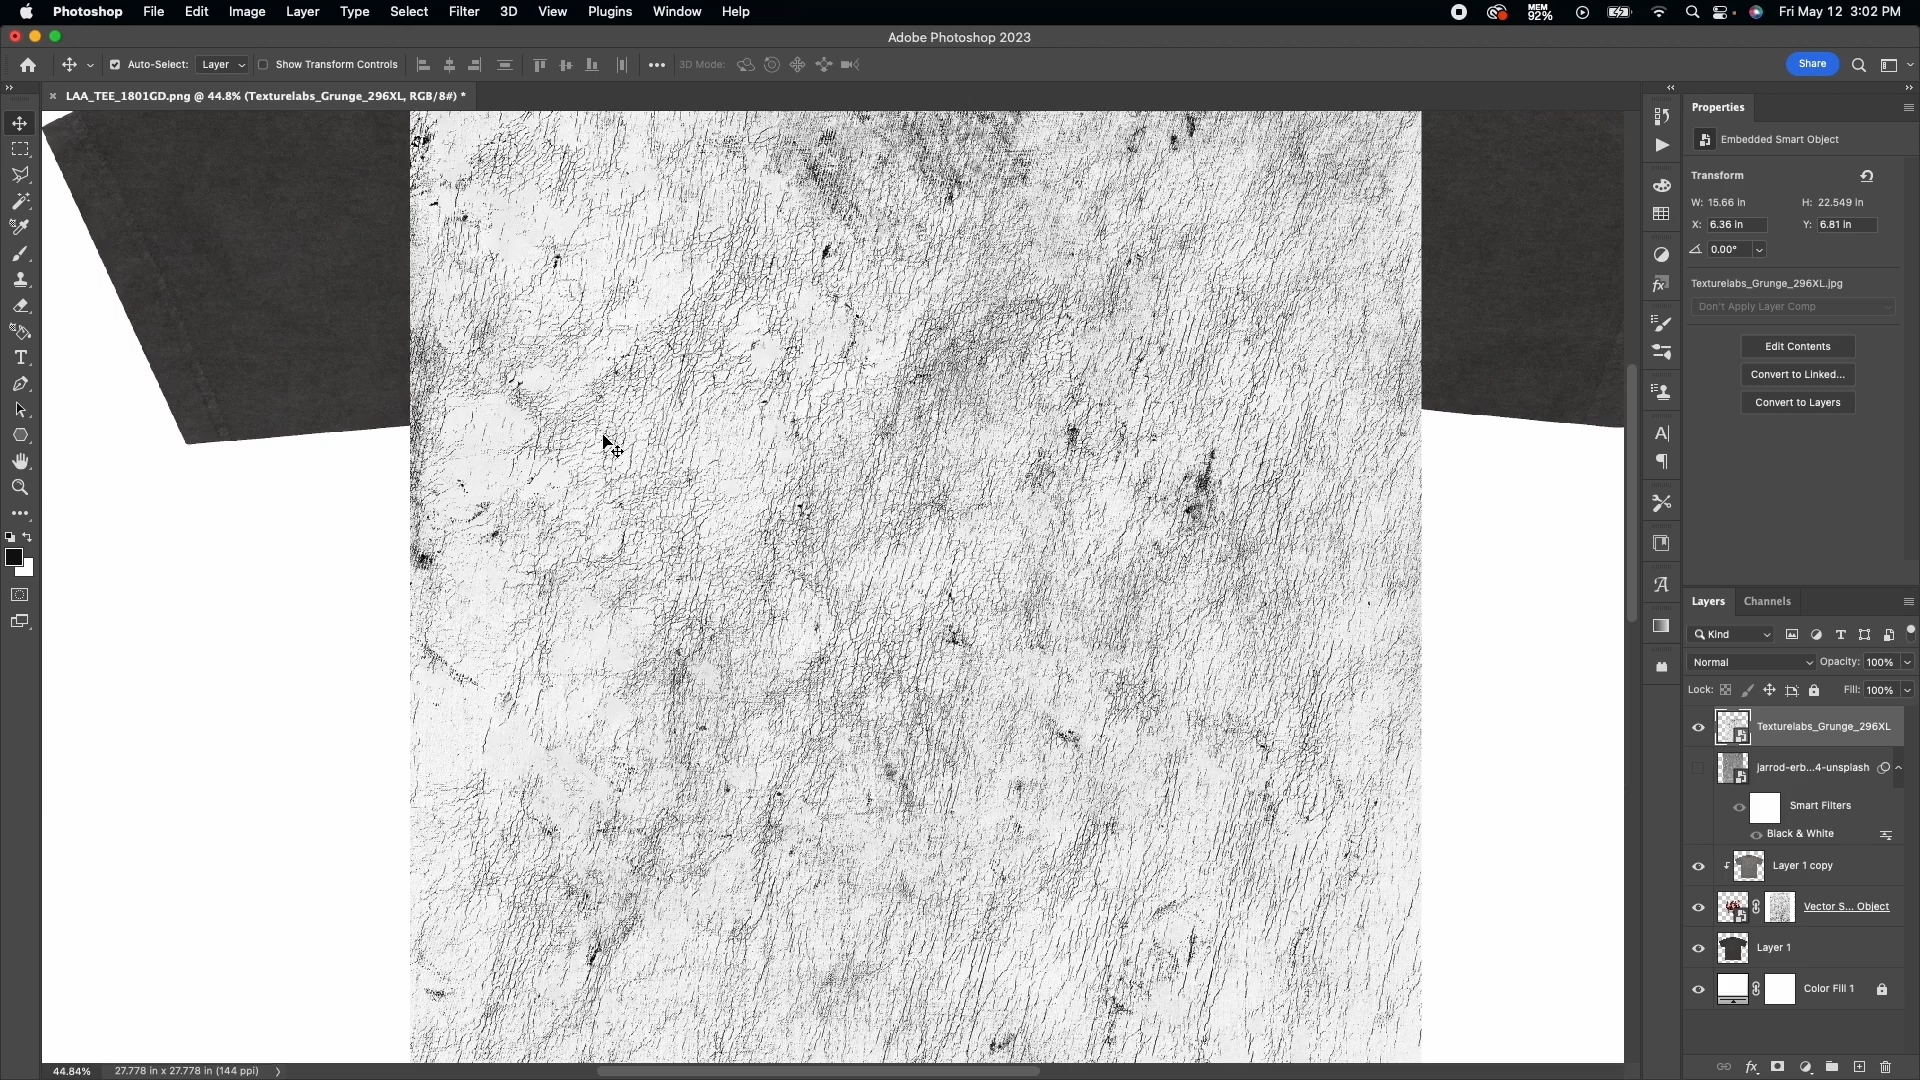 Photoshop File Edit Image Layer Type Select Filter 3D View Plugins Window Help MEM 92% Fri May 12 3:02 PM
Adobe Photoshop 2023
Auto-Select: Layer Show Transform Controls 3D Mode: Share
× LAA_TEE_1801GD.png @ 44.8% (Texturelabs_Grunge_296XL, RGB/8#) *
Properties
Embedded Smart Object
Transform
W: 15.66 in H: 22.549 in
X: 6.36 in Y: 6.81 in
0.00°
Texturelabs_Grunge_296XL.jpg
Don't Apply Layer Comp
Edit Contents
Convert to Linked...
Convert to Layers
Layers Channels
Kind
Normal Opacity: 100%
Lock: Fill: 100%
Texturelabs_Grunge_296XL
jarrod-erb...4-unsplash
Smart Filters
Black & White
Layer 1 copy
Vector S... Object
Layer 1
Color Fill 1
44.84% 27.778 in x 27.778 in (144 ppi)